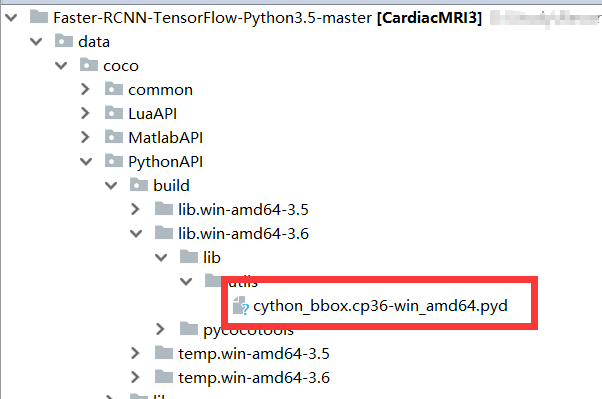 Faster-RCNN-TensorFlow-Python3.5-master [CardiacMRI3]
data
coco
common
LuaAPI
MatlabAPI
PythonAPI
build
lib.win-amd64-3.5
lib.win-amd64-3.6
lib
utils
cython_bbox.cp36-win_amd64.pyd
pycocotools
temp.win-amd64-3.5
temp.win-amd64-3.6